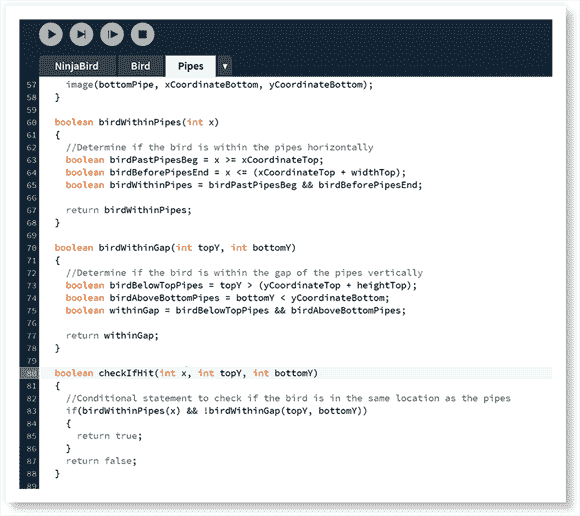 NinjaBird Bird Pipes ▼
57 image(bottomPipe, xCoordinateBottom, yCoordinateBottom);
58 }
59
60 boolean birdWithinPipes(int x)
61 {
62 //Determine if the bird is within the pipes horizontally
63 boolean birdPastPipesBeg = x >= xCoordinateTop;
64 boolean birdBeforePipesEnd = x <= (xCoordinateTop + widthTop);
65 boolean birdWithinPipes = birdPastPipesBeg && birdBeforePipesEnd;
66
67 return birdWithinPipes;
68 }
69
70 boolean birdWithinGap(int topY, int bottomY)
71 {
72 //Determine if the bird is within the gap of the pipes vertically
73 boolean birdBelowTopPipes = topY > (yCoordinateTop + heightTop);
74 boolean birdAboveBottomPipes = bottomY < yCoordinateBottom;
75 boolean withinGap = birdBelowTopPipes && birdAboveBottomPipes;
76
77 return withinGap;
78 }
79
80 boolean checkIfHit(int x, int topY, int bottomY)
81 {
82 //Conditional statement to check if the bird is in the same location as the pipes
83 if(birdWithinPipes(x) && !birdWithinGap(topY, bottomY))
84 {
85 return true;
86 }
87 return false;
88 }
89